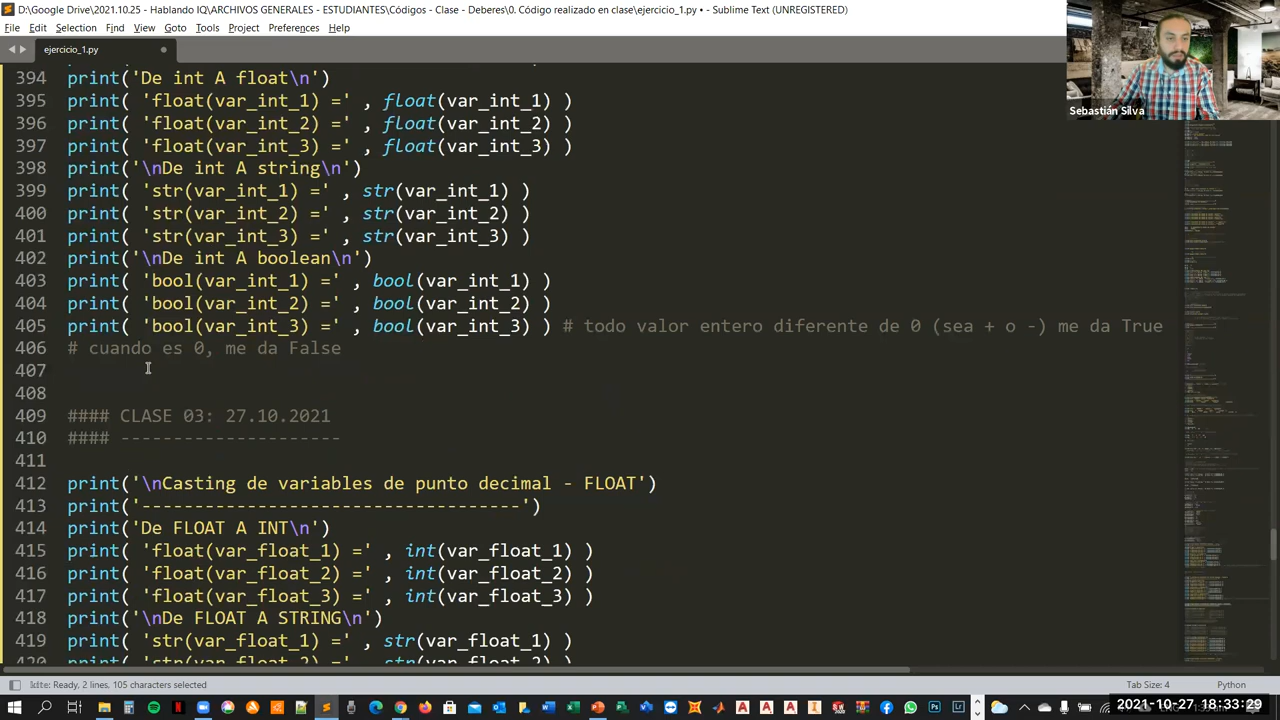 D:\Google Drive\2021.10.25 - Hablando IQ\ARCHIVOS GENERALES - ESTUDIANTES\Códigos - Clase - Deberes\0. Código realizado en clase\ejercicio_1.py • - Sublime Text (UNREGISTERED)
File Edit Selection Find View Goto Tools Project Preferences Help
ejercicio_1.py
Sebastián Silva
394 print('De int A float\n')
395 print( 'float(var_int_1) =' , float(var_int_1) )
396 print( 'float(var_int_2) =' , float(var_int_2) )
397 print( 'float(var_int_3) =' , float(var_int_3) )
398 print('\nDe int A string\n')
399 print( 'str(var_int_1) =' , str(var_int_1) )
400 print( 'str(var_int_2) =' , str(var_int_2) )
401 print( 'str(var_int_3) =' , str(var_int_3) )
402 print('\nDe int A boolean\n')
403 print( 'bool(var_int_1) =' , bool(var_int_1) )
404 print( 'bool(var_int_2) =' , bool(var_int_2) )
405 print( 'bool(var_int_3) =' , bool(var_int_3) ) # todo valor entero diferente de 0 (sea + o -) me da True
406 # cuando es 0, me da False
407
408
409 #### CLASE 03: 27.10.2021
410 #### ---------------------
411
412 print('\nCasting de variables de punto decimal - FLOAT')
413 print('------------------------------------')
414 print('De FLOAT A INT\n')
415 print( 'float(var_float_1) =' , int(var_float_1) )
416 print( 'float(var_float_2) =' , int(var_float_2) )
417 print( 'float(var_float_3) =' , int(var_float_3) )
418 print('\nDe FLOAT A STRING\n')
419 print( 'str(var_float_1) =' , str(var_float_1) )
lines, 105 characters selected
Tab Size: 4
Python
2021-10-27 18:33:29